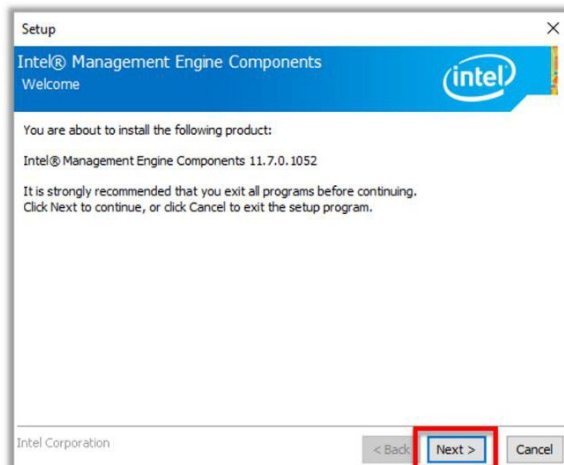 Setup
Intel® Management Engine Components
Welcome
intel
You are about to install the following product:
Intel® Management Engine Components 11.7.0.1052
It is strongly recommended that you exit all programs before continuing.
Click Next to continue, or click Cancel to exit the setup program.
Intel Corporation
< Back
Next >
Cancel